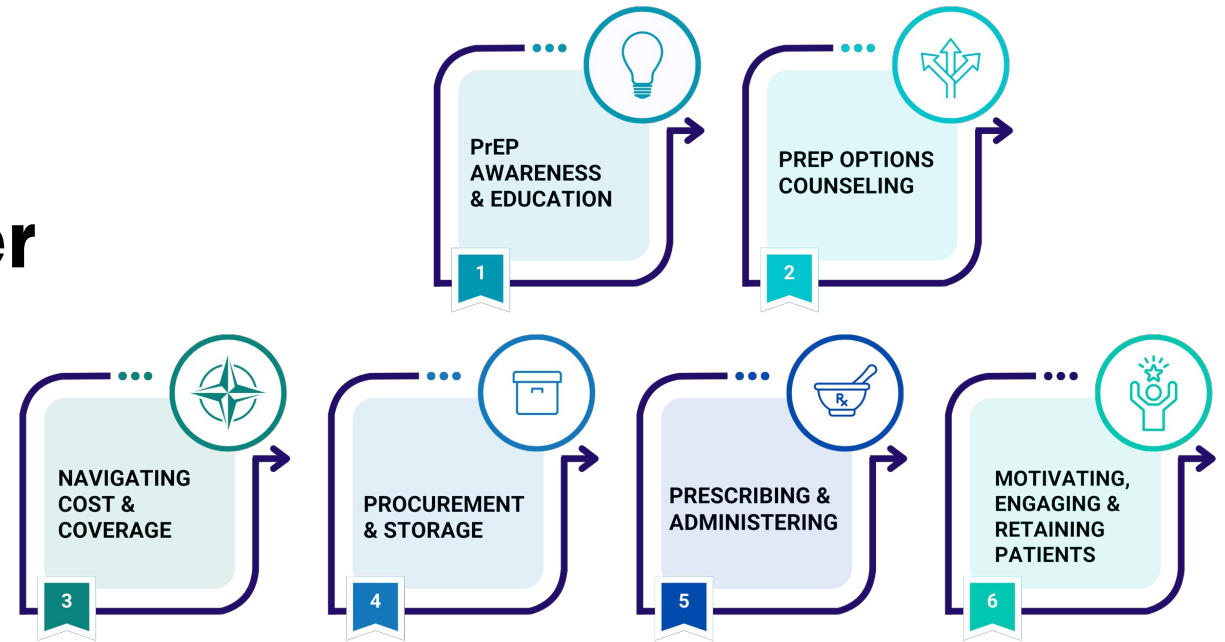 er
PrEP
AWARENESS
& EDUCATION
1
PREP OPTIONS
COUNSELING
2
NAVIGATING
COST &
COVERAGE
3
PROCUREMENT
& STORAGE
4
PRESCRIBING &
ADMINISTERING
Rx
5
MOTIVATING,
ENGAGING &
RETAINING
PATIENTS
6